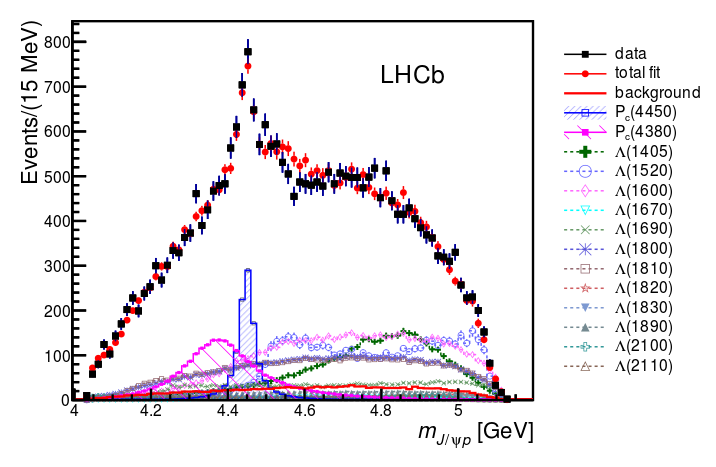 Events/(15 MeV)
800
700
600
500
400
300
200
100
0
4
4.2
4.4
4.6
4.8
5
m_{J/ψp} [GeV]
LHCb
data
total fit
background
P_c(4450)
P_c(4380)
Λ(1405)
Λ(1520)
Λ(1600)
Λ(1670)
Λ(1690)
Λ(1800)
Λ(1810)
Λ(1820)
Λ(1830)
Λ(1890)
Λ(2100)
Λ(2110)